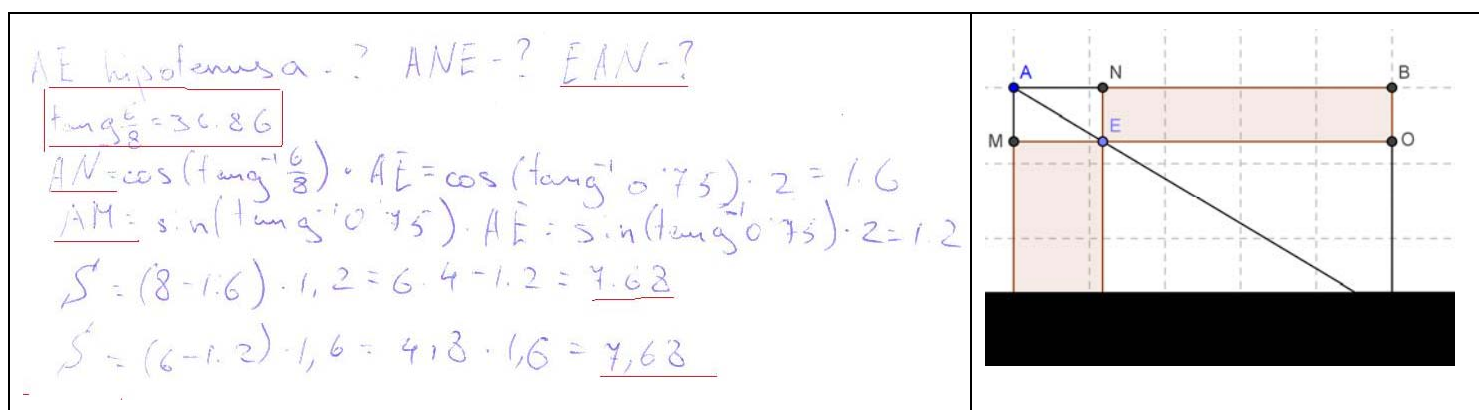 AE hipotenusa - ? ANE - ? EAN - ?
tang 6/8 = 36.86
AN = cos(tang⁻¹ 6/8) · AE = cos(tang⁻¹ 0'75) · 2 = 1.6
AM = sin(tang⁻¹ 0'75) · AE = sin(tang⁻¹ 0'75) · 2 = 1.2
S = (8 - 1.6) · 1,2 = 6.4 - 1.2 = 7.68
S = (6 - 1.2) · 1,6 = 4,8 · 1,6 = 7,68
A N B
E
M O